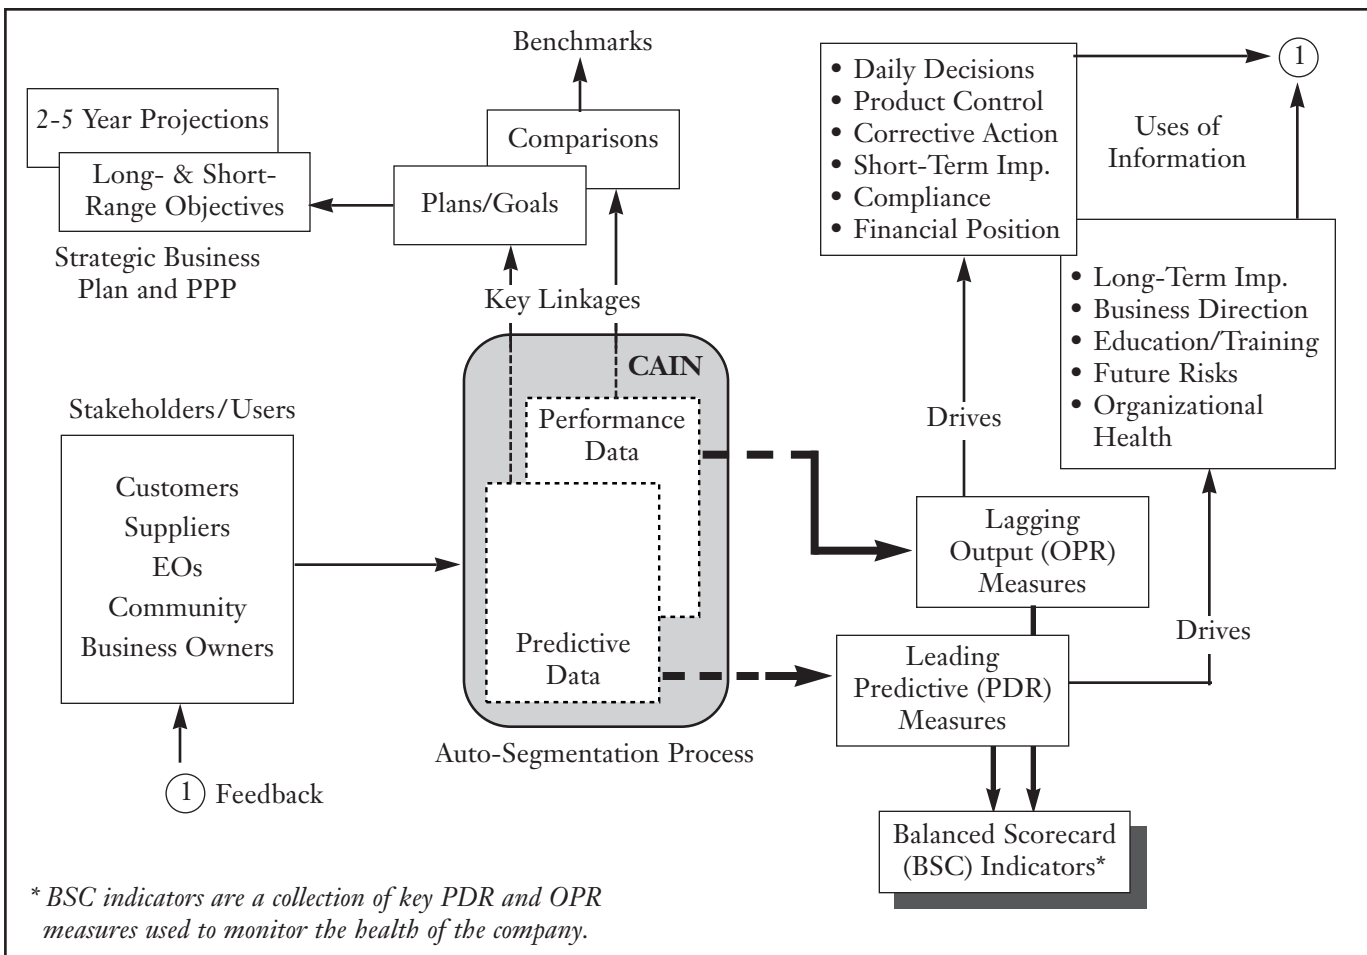 Benchmarks
2-5 Year Projections
Long- & Short-
Range Objectives
Strategic Business
Plan and PPP
Comparisons
Plans/Goals
Key Linkages
• Daily Decisions
• Product Control
• Corrective Action
• Short-Term Imp.
• Compliance
• Financial Position
1
Uses of
Information
• Long-Term Imp.
• Business Direction
• Education/Training
• Future Risks
• Organizational
Health
Stakeholders/Users
Customers
Suppliers
EOs
Community
Business Owners
1 Feedback
CAIN
Performance
Data
Predictive
Data
Auto-Segmentation Process
Drives
Lagging
Output (OPR)
Measures
Drives
Leading
Predictive (PDR)
Measures
Balanced Scorecard
(BSC) Indicators*
* BSC indicators are a collection of key PDR and OPR
measures used to monitor the health of the company.